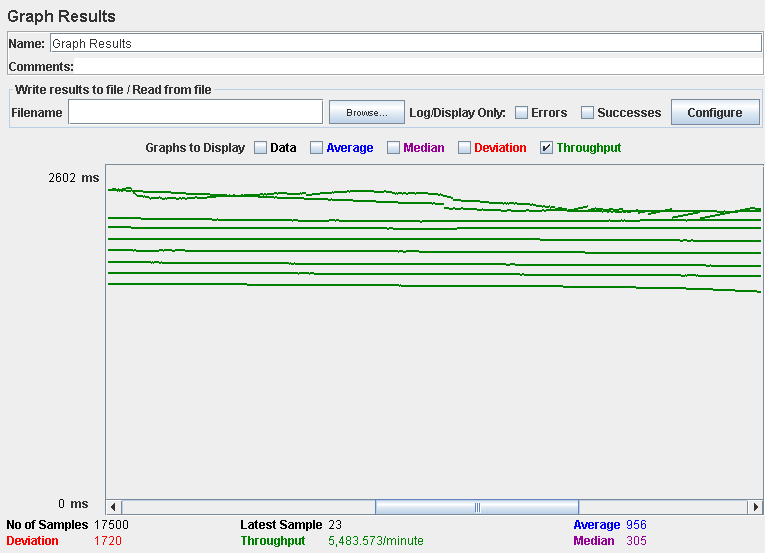 Graph Results
Name: Graph Results
Comments:
Write results to file / Read from file
Filename Browse... Log/Display Only: Errors Successes Configure
Graphs to Display Data Average Median Deviation Throughput
2602 ms
0 ms
No of Samples 17500 Latest Sample 23 Average 956
Deviation 1720 Throughput 5,483.573/minute Median 305